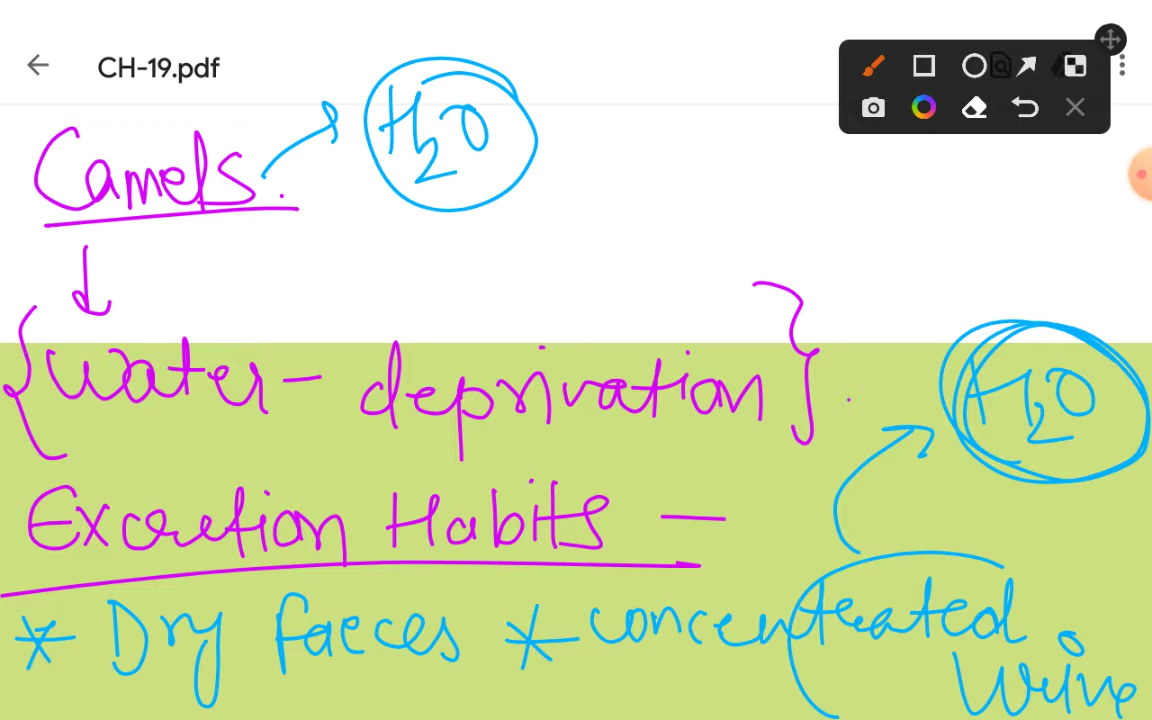 CH-19.pdf
Camels. H2O
{Water - deprivation}. H2O
Excretion Habits -
* Dry faeces * concentrated
Urine